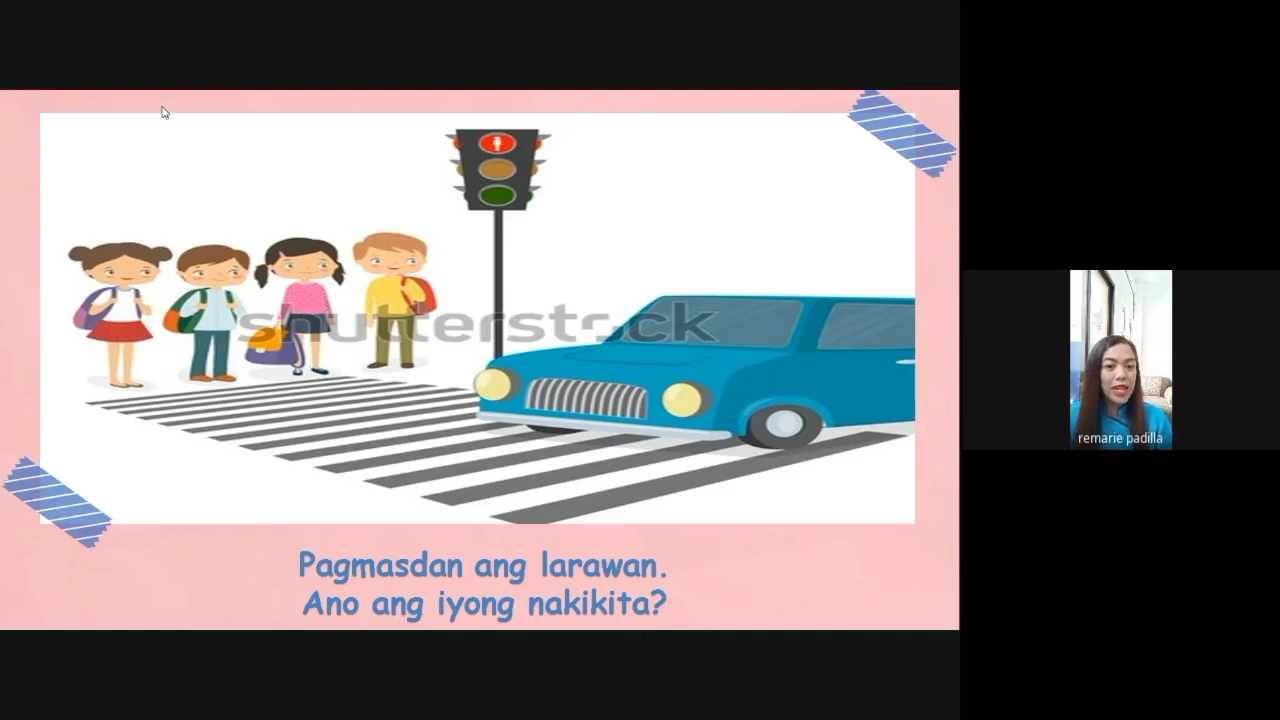 shutterstock
Pagmasdan ang larawan.
Ano ang iyong nakikita?
remarie padilla